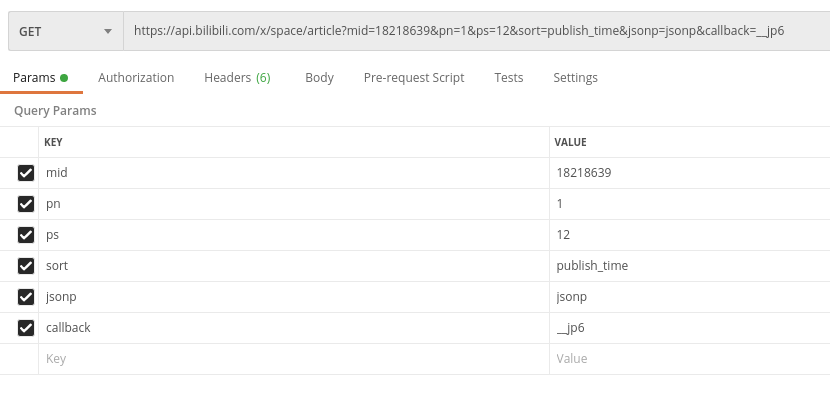 GET https://api.bilibili.com/x/space/article?mid=18218639&pn=1&ps=12&sort=publish_time&jsonp=jsonp&callback=__jp6
Params Authorization Headers (6) Body Pre-request Script Tests Settings
Query Params
KEY VALUE
mid 18218639
pn 1
ps 12
sort publish_time
jsonp jsonp
callback __jp6
Key Value